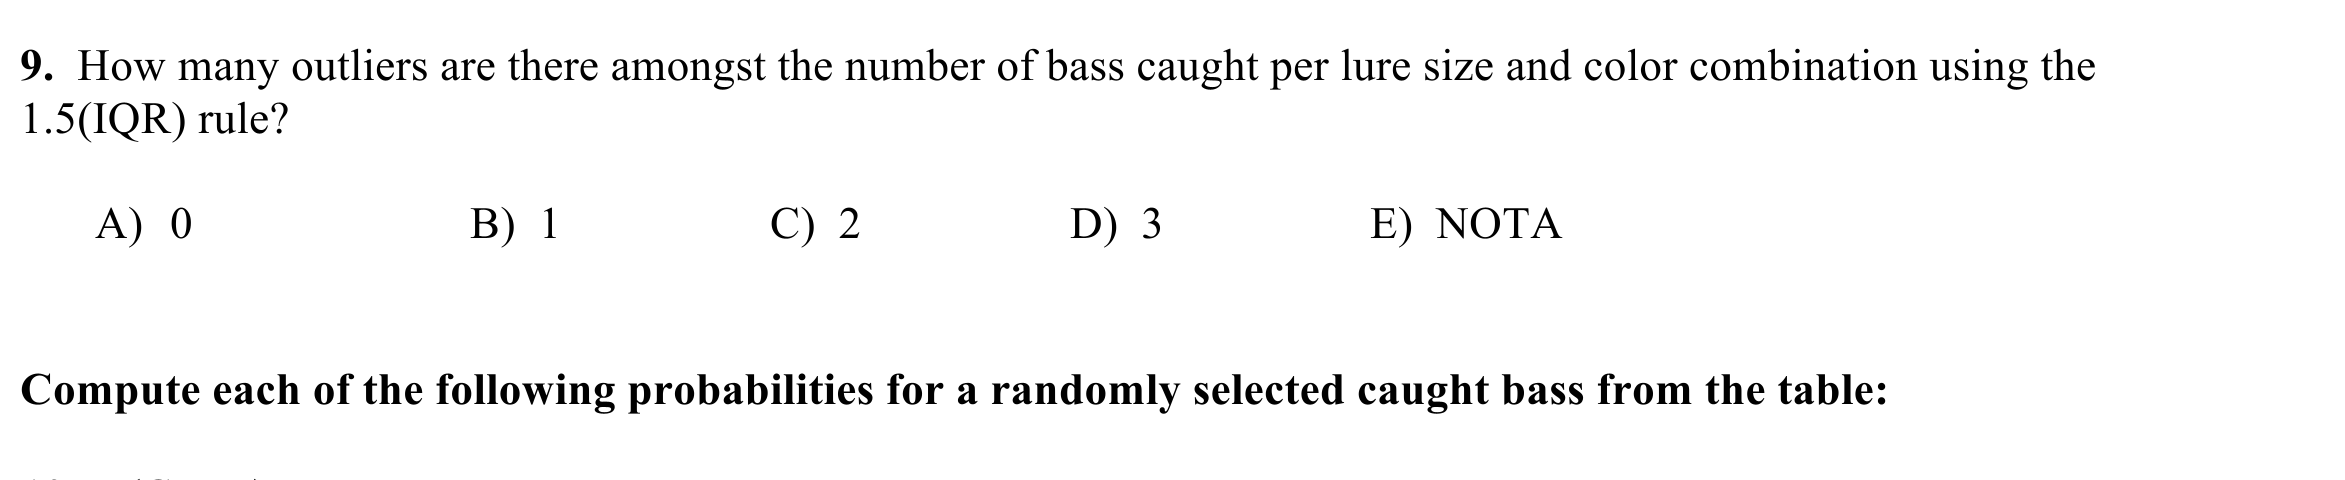 9. How many outliers are there amongst the number of bass caught per lure size and color combination using the
1.5(IQR) rule?
A) 0 B) 1 C) 2 D) 3 E) NOTA
Compute each of the following probabilities for a randomly selected caught bass from the table: